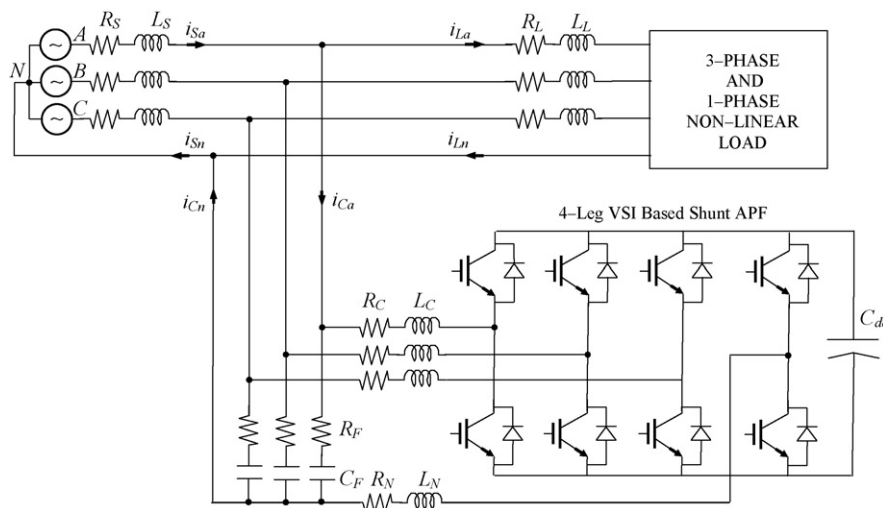 R_S L_S
R_L L_L
A i_Sa i_La
N B
C
3-PHASE
AND
1-PHASE
NON-LINEAR
LOAD
i_Sn i_Ln
i_Cn i_Ca
4-Leg VSI Based Shunt APF
R_C L_C
C_d
R_F
C_F R_N L_N